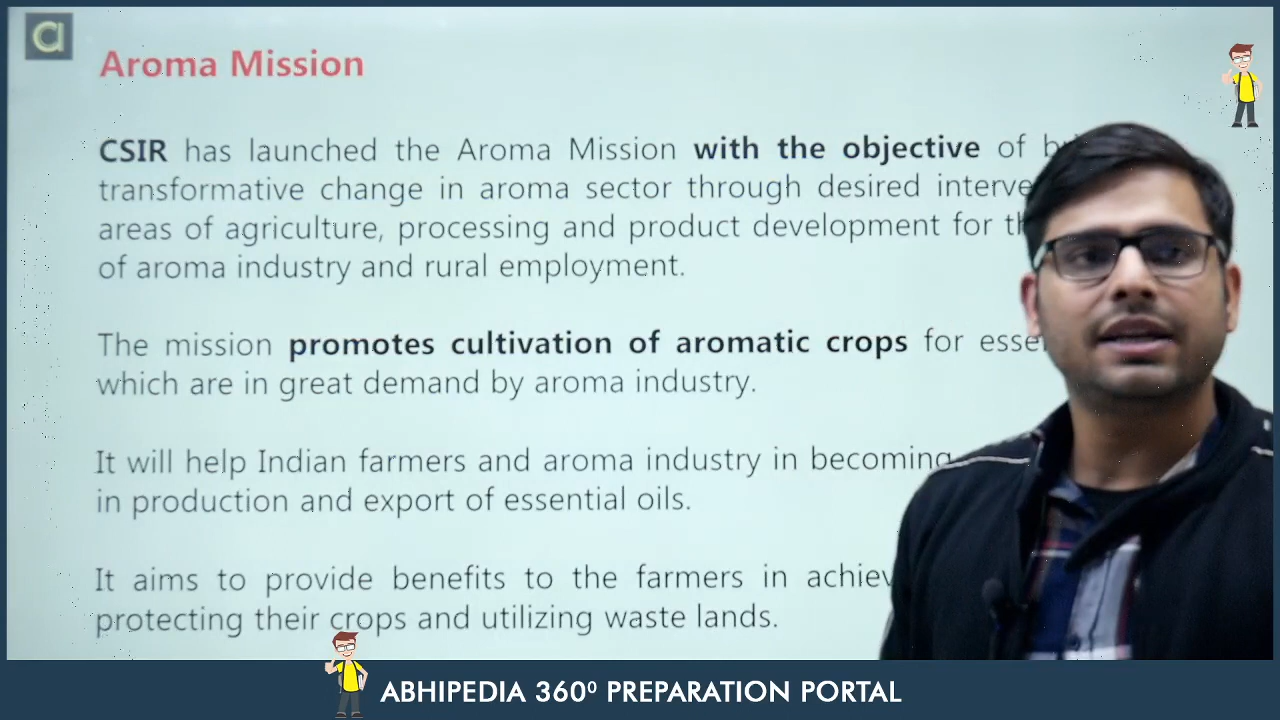 Aroma Mission
CSIR has launched the Aroma Mission with the objective of
transformative change in aroma sector through desired
areas of agriculture, processing and product development for
of aroma industry and rural employment.
The mission promotes cultivation of aromatic crops for
which are in great demand by aroma industry.
It will help Indian farmers and aroma industry in becoming
in production and export of essential oils.
It aims to provide benefits to the farmers in
protecting their crops and utilizing waste lands.
ABHIPEDIA 360⁰ PREPARATION PORTAL